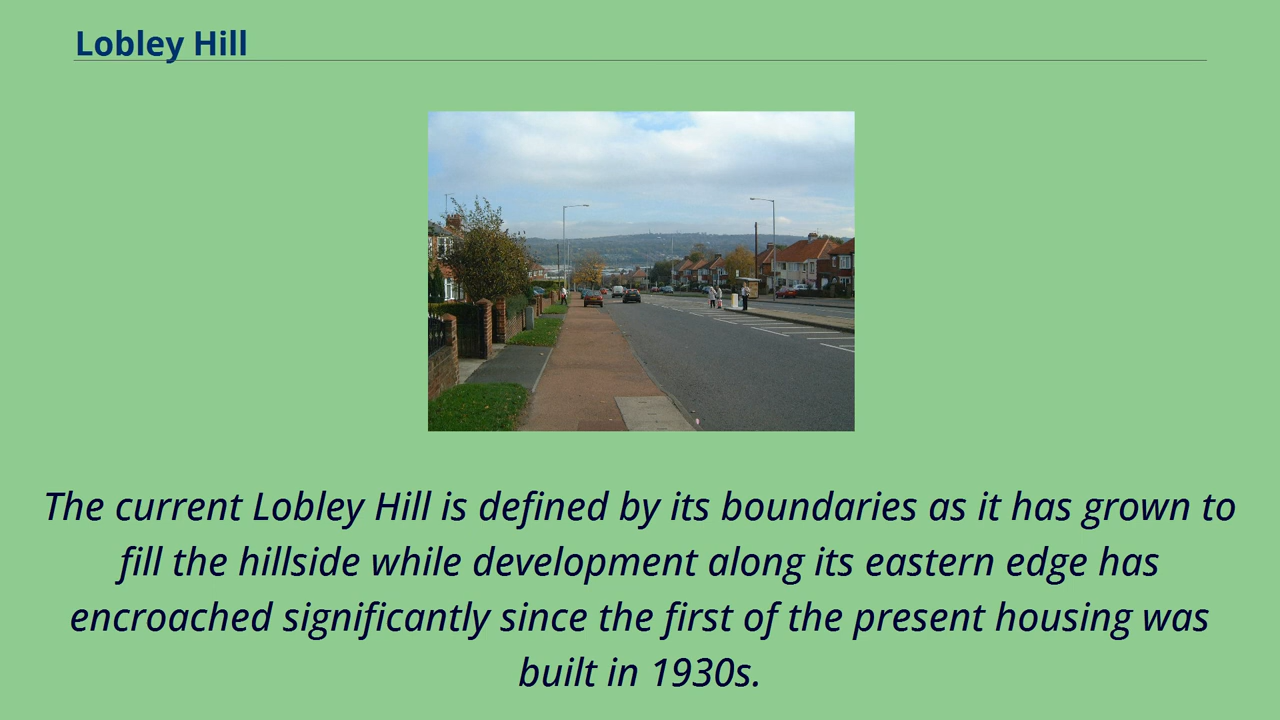 Lobley Hill
The current Lobley Hill is defined by its boundaries as it has grown to
fill the hillside while development along its eastern edge has
encroached significantly since the first of the present housing was
built in 1930s.